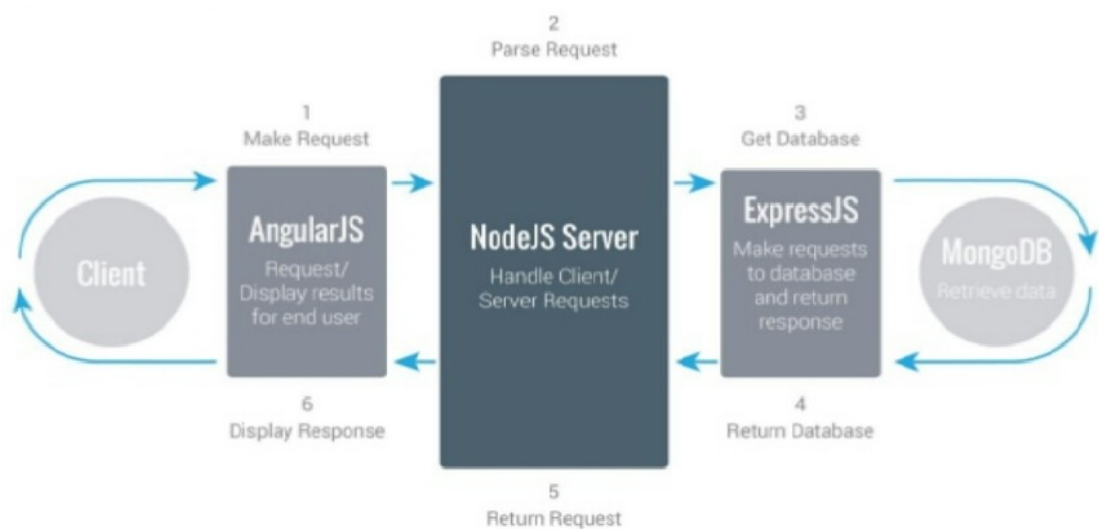 2
Parse Request
1
Make Request
3
Get Database
Client
AngularJS
Request/
Display results
for end user
NodeJS Server
Handle Client/
Server Requests
ExpressJS
Make requests
to database
and return
response
MongoDB
Retrieve data
6
Display Response
4
Return Database
5
Return Request